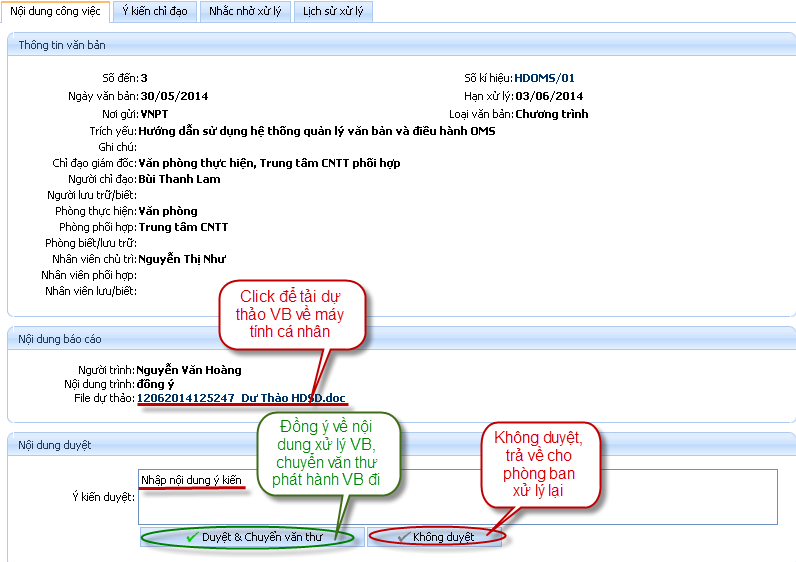 Nội dung công việc Ý kiến chỉ đạo Nhắc nhở xử lý Lịch sử xử lý
Thông tin văn bản
Số đến: 3 Số kí hiệu: HDOMS/01
Ngày văn bản: 30/05/2014 Hạn xử lý: 03/06/2014
Nơi gửi: VNPT Loại văn bản: Chương trình
Trích yếu: Hướng dẫn sử dụng hệ thống quản lý văn bản và điều hành OMS
Ghi chú:
Chỉ đạo giám đốc: Văn phòng thực hiện, Trung tâm CNTT phối hợp
Người chỉ đạo: Bùi Thanh Lam
Người lưu trữ/biết:
Phòng thực hiện: Văn phòng
Phòng phối hợp: Trung tâm CNTT
Phòng biết/lưu trữ:
Nhân viên chủ trì: Nguyễn Thị Như
Nhân viên phối hợp:
Nhân viên lưu/biết:
Click để tải dự
thảo VB về máy
tính cá nhân
Nội dung báo cáo
Người trình: Nguyễn Văn Hoàng
Nội dung trình: đồng ý
File dự thảo: 12062014125247_Dự Thảo HDSD.doc
Đồng ý về nội
dung xử lý VB,
chuyển văn thư
phát hành VB đi
Không duyệt,
trả về cho
phòng ban
xử lý lại
Nội dung duyệt
Nhập nội dung ý kiến
Ý kiến duyệt:
Duyệt & Chuyển văn thư Không duyệt